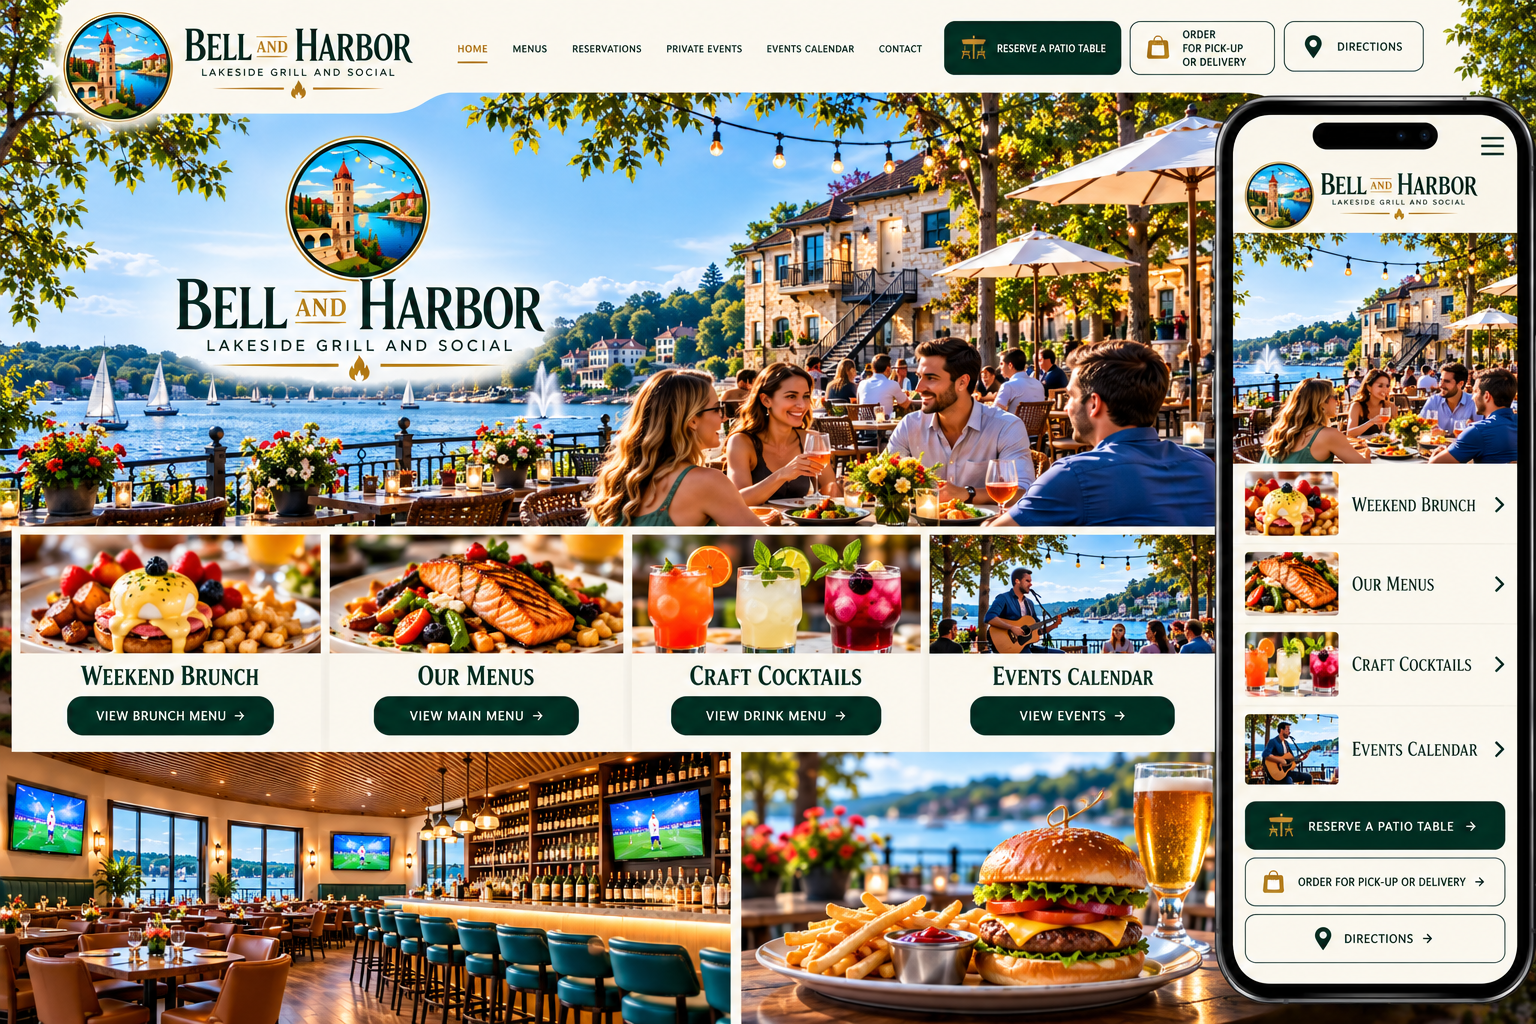 BELL AND HARBOR
LAKESIDE GRILL AND SOCIAL
HOME
MENUS
RESERVATIONS
PRIVATE EVENTS
EVENTS CALENDAR
CONTACT
RESERVE A PATIO TABLE
ORDER
FOR PICK-UP
OR DELIVERY
DIRECTIONS
BELL AND HARBOR
LAKESIDE GRILL AND SOCIAL
WEEKEND BRUNCH
VIEW BRUNCH MENU →
OUR MENUS
VIEW MAIN MENU →
CRAFT COCKTAILS
VIEW DRINK MENU →
EVENTS CALENDAR
VIEW EVENTS →
BELL AND HARBOR
LAKESIDE GRILL AND SOCIAL
WEEKEND BRUNCH
OUR MENUS
CRAFT COCKTAILS
EVENTS CALENDAR
RESERVE A PATIO TABLE →
ORDER FOR PICK-UP OR DELIVERY →
DIRECTIONS →